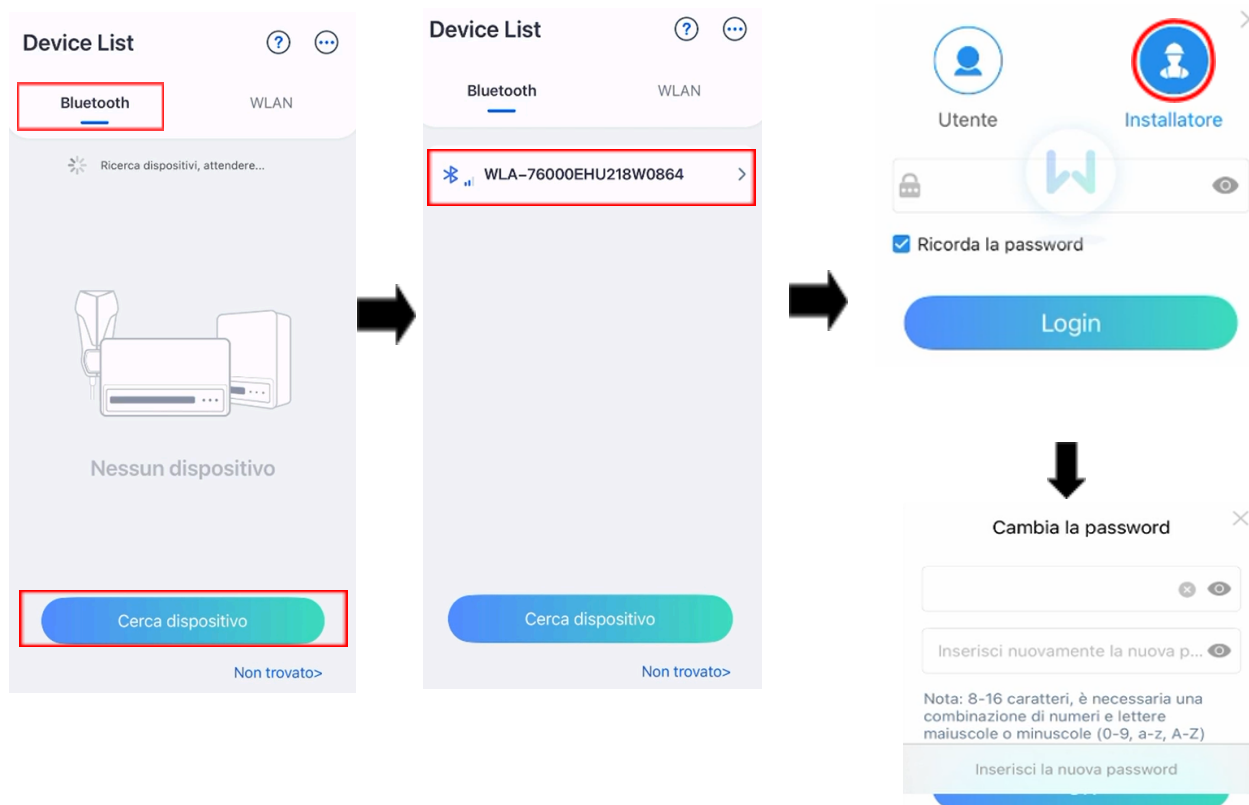 Device List
Bluetooth
WLAN
Ricerca dispositivi, attendere...
Nessun dispositivo
Cerca dispositivo
Non trovato>
Device List
Bluetooth
WLAN
WLA-76000EHU218W0864
Cerca dispositivo
Non trovato>
Utente
Installatore
Ricorda la password
Login
Cambia la password
Inserisci nuovamente la nuova p...
Nota: 8-16 caratteri, è necessaria una
combinazione di numeri e lettere
maiuscole o minuscole (0-9, a-z, A-Z)
Inserisci la nuova password